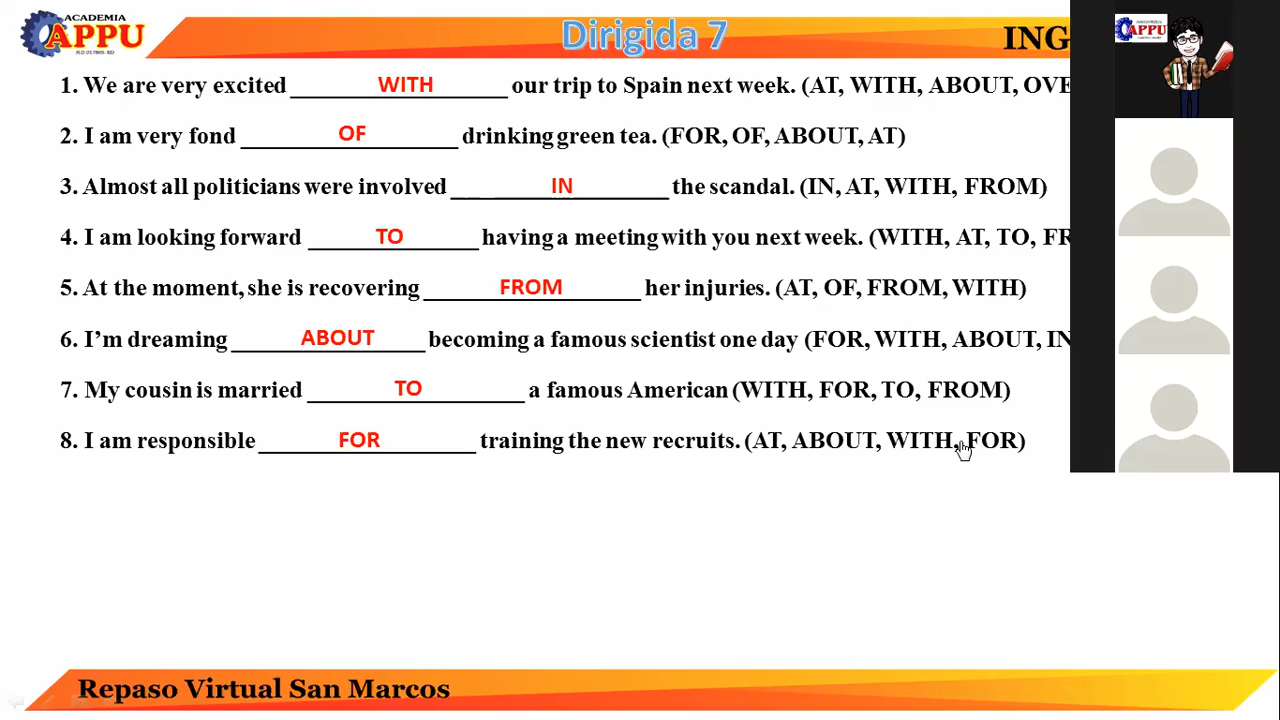 ACADEMIA
APPU
Dirigida 7
ING
APPU
1. We are very excited WITH our trip to Spain next week. (AT, WITH, ABOUT, OVE
2. I am very fond OF drinking green tea. (FOR, OF, ABOUT, AT)
3. Almost all politicians were involved IN the scandal. (IN, AT, WITH, FROM)
4. I am looking forward TO having a meeting with you next week. (WITH, AT, TO, FR
5. At the moment, she is recovering FROM her injuries. (AT, OF, FROM, WITH)
6. I’m dreaming ABOUT becoming a famous scientist one day (FOR, WITH, ABOUT, IN
7. My cousin is married TO a famous American (WITH, FOR, TO, FROM)
8. I am responsible FOR training the new recruits. (AT, ABOUT, WITH, FOR)
Repaso Virtual San Marcos